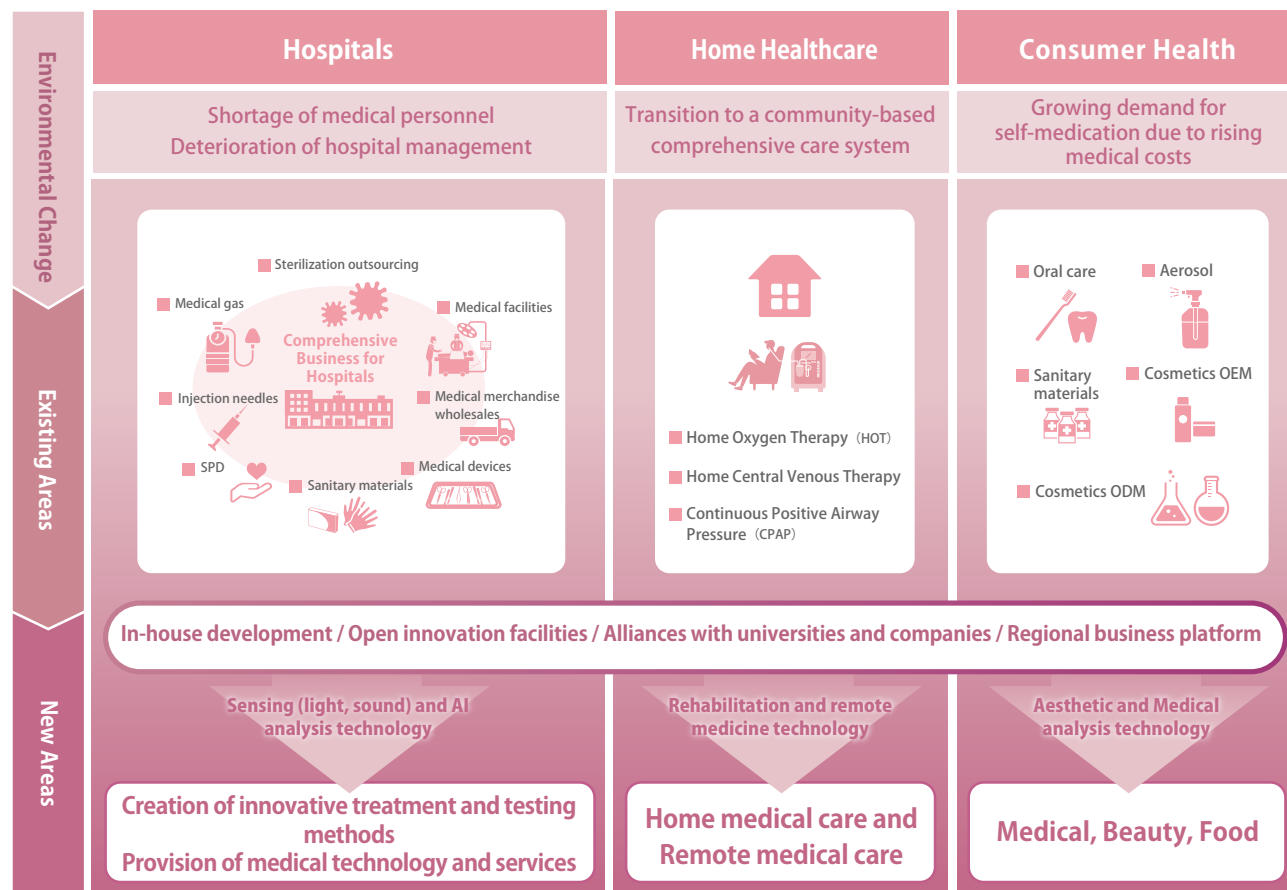 Environmental Change
Existing Areas
New Areas
Hospitals
Shortage of medical personnel
Deterioration of hospital management
Sterilization outsourcing
Medical gas
Medical facilities
Comprehensive
Business for
Hospitals
Injection needles
Medical merchandise
wholesales
SPD
Medical devices
Sanitary materials
Home Healthcare
Transition to a community-based
comprehensive care system
Home Oxygen Therapy（HOT）
Home Central Venous Therapy
Continuous Positive Airway
Pressure（CPAP）
Consumer Health
Growing demand for
self-medication due to rising
medical costs
Oral care
Aerosol
Sanitary
materials
Cosmetics OEM
Cosmetics ODM
In-house development / Open innovation facilities / Alliances with universities and companies / Regional business platform
Sensing (light, sound) and AI
analysis technology
Creation of innovative treatment and testing
methods
Provision of medical technology and services
Rehabilitation and remote
medicine technology
Home medical care and
Remote medical care
Aesthetic and Medical
analysis technology
Medical, Beauty, Food